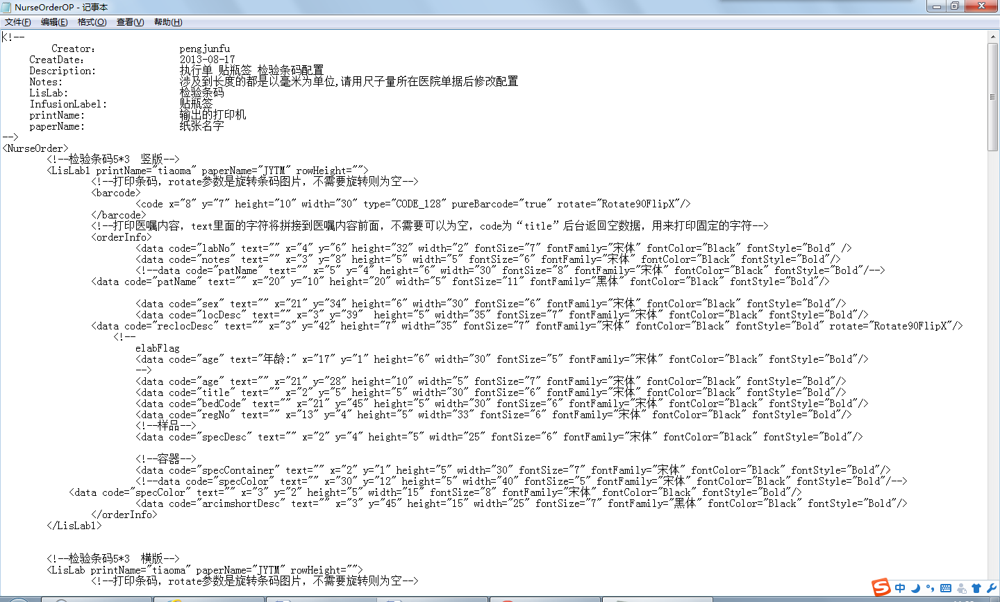 NurseOrderOP - 记事本
文件(F) 编辑(E) 格式(O) 查看(V) 帮助(H)
<!--
Creator: pengjunfu
CreatDate: 2013-08-17
Description: 执行单 贴瓶签 检验条码配置
Notes: 涉及到长度的都是以毫米为单位,请用尺子量所在医院单据后修改配置
LisLab: 检验条码
InfusionLabel: 贴瓶签
printName: 输出的打印机
paperName: 纸张名字
-->
<NurseOrder>
<!--检验条码5*3 竖版-->
<LisLab1 printName="tiaoma" paperName="JYTM" rowHeight="">
<!--打印条码，rotate参数是旋转条码图片，不需要旋转则为空-->
<barcode>
<code x="8" y="7" height="10" width="30" type="CODE_128" pureBarcode="true" rotate="Rotate90FlipX"/>
</barcode>
<!--打印医嘱内容，text里面的字符将拼接到医嘱内容前面，不需要可以为空，code为“title”后台返回空数据，用来打印固定的字符-->
<orderInfo>
<data code="labNo" text="" x="4" y="6" height="32" width="2" fontSize="7" fontFamily="宋体" fontColor="Black" fontStyle="Bold" />
<data code="notes" text="" x="3" y="8" height="5" width="5" fontSize="6" fontFamily="宋体" fontColor="Black" fontStyle="Bold"/>
<!--data code="patName" text="" x="5" y="4" height="6" width="30" fontSize="8" fontFamily="宋体" fontColor="Black" fontStyle="Bold"/-->
<data code="patName" text="" x="20" y="10" height="20" width="5" fontSize="11" fontFamily="黑体" fontColor="Black" fontStyle="Bold"/>
<data code="sex" text="" x="21" y="34" height="6" width="30" fontSize="6" fontFamily="宋体" fontColor="Black" fontStyle="Bold"/>
<data code="locDesc" text="" x="3" y="39"  height="5" width="35" fontSize="7" fontFamily="宋体" fontColor="Black" fontStyle="Bold"/>
<data code="reclocDesc" text="" x="3" y="42" height="7" width="35" fontSize="7" fontFamily="宋体" fontColor="Black" fontStyle="Bold" rotate="Rotate90FlipX"/>
<!--
elabFlag
<data code="age" text="年龄:" x="17" y="1" height="6" width="30" fontSize="5" fontFamily="宋体" fontColor="Black" fontStyle="Bold"/>
-->
<data code="age" text="" x="21" y="28" height="10" width="5" fontSize="7" fontFamily="宋体" fontColor="Black" fontStyle="Bold"/>
<data code="title" text="" x="2" y="5" height="5" width="30" fontSize="6" fontFamily="宋体" fontColor="Black" fontStyle="Bold"/>
<data code="bedCode" text="" x="21" y="45" height="5" width="30" fontSize="6" fontFamily="宋体" fontColor="Black" fontStyle="Bold"/>
<data code="regNo" text="" x="13" y="4" height="5" width="33" fontSize="6" fontFamily="宋体" fontColor="Black" fontStyle="Bold"/>
<!--样品-->
<data code="specDesc" text="" x="2" y="4" height="5" width="25" fontSize="6" fontFamily="宋体" fontColor="Black" fontStyle="Bold"/>
<!--容器-->
<data code="specContainer" text="" x="2" y="1" height="5" width="30" fontSize="7" fontFamily="宋体" fontColor="Black" fontStyle="Bold"/>
<!--data code="specColor" text="" x="30" y="12" height="5" width="40" fontSize="5" fontFamily="宋体" fontColor="Black" fontStyle="Bold"/-->
<data code="specColor" text="" x="3" y="2" height="5" width="15" fontSize="8" fontFamily="宋体" fontColor="Black" fontStyle="Bold"/>
<data code="arcimshortDesc" text="" x="3" y="45" height="15" width="25" fontSize="7" fontFamily="黑体" fontColor="Black" fontStyle="Bold"/>
</orderInfo>
</LisLab1>
<!--检验条码5*3 横版-->
<LisLab printName="tiaoma" paperName="JYTM" rowHeight="">
<!--打印条码，rotate参数是旋转条码图片，不需要旋转则为空-->
S 中